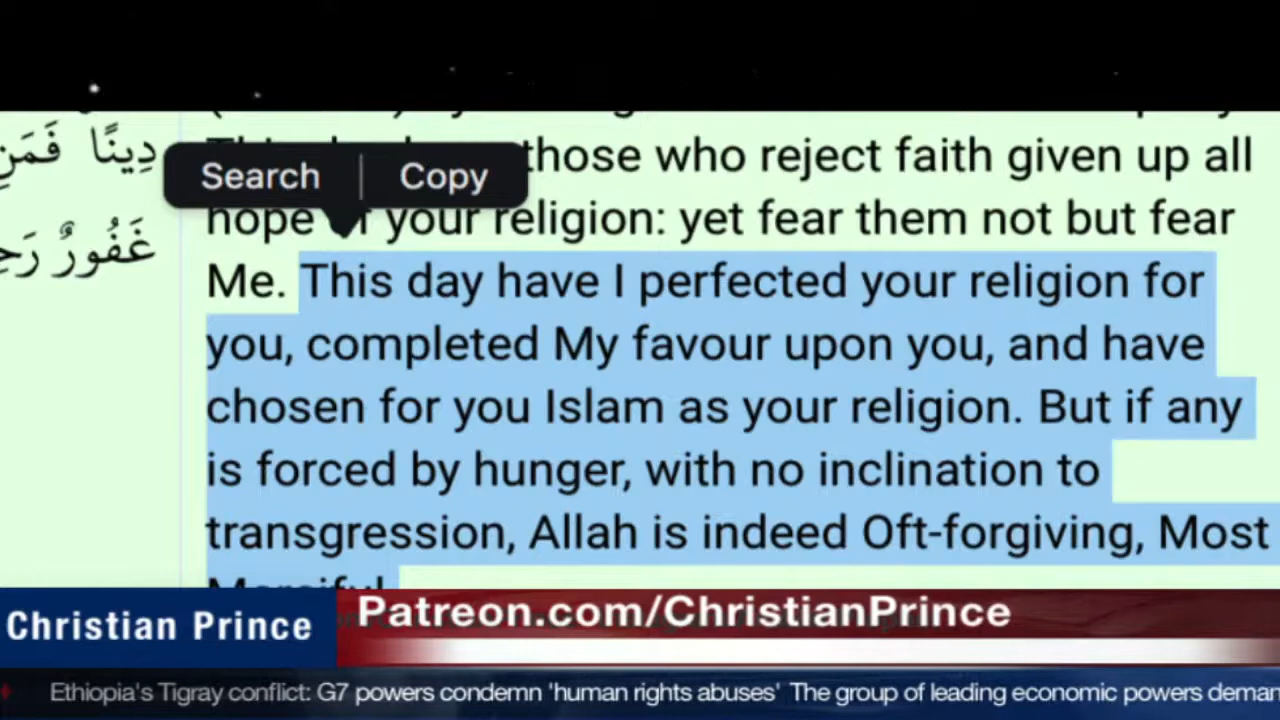 دِينًا فَمَنِ
غَفُورٌ
Search Copy
those who reject faith given up all
hope of your religion: yet fear them not but fear
Me. This day have I perfected your religion for
you, completed My favour upon you, and have
chosen for you Islam as your religion. But if any
is forced by hunger, with no inclination to
transgression, Allah is indeed Oft-forgiving, Most
Merciful.
Christian Prince
Patreon.com/ChristianPrince
Ethiopia's Tigray conflict: G7 powers condemn 'human rights abuses' The group of leading economic powers